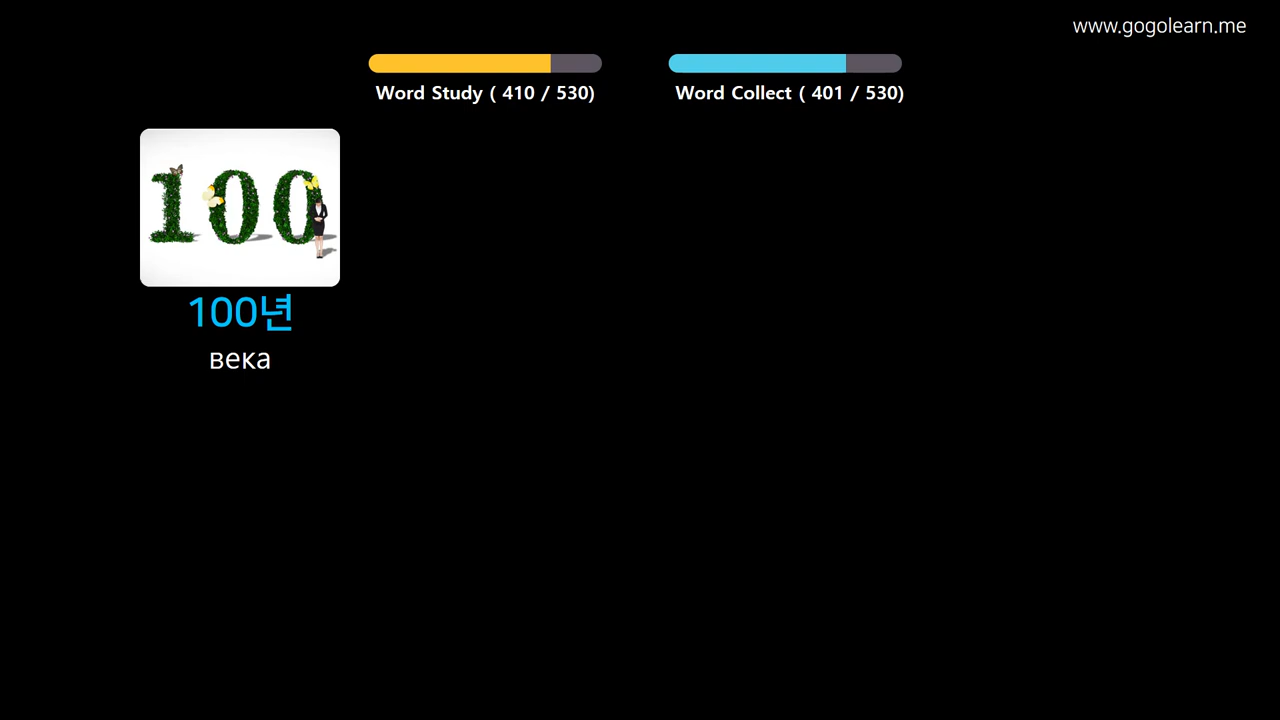 www.gogolearn.me
Word Study ( 410 / 530)
Word Collect ( 401 / 530)
100
100년
века